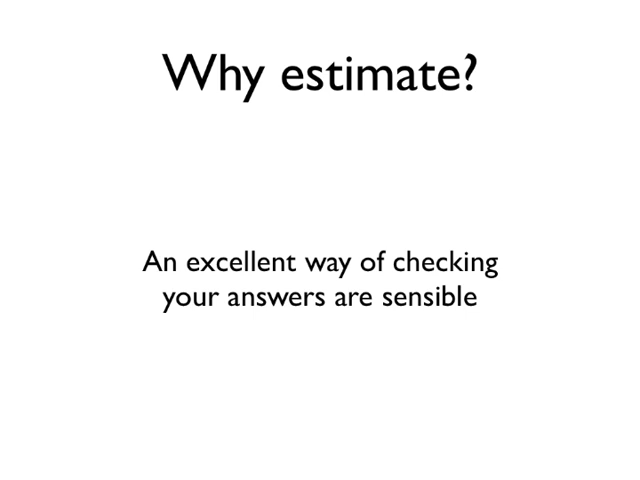 Why estimate?
An excellent way of checking
your answers are sensible